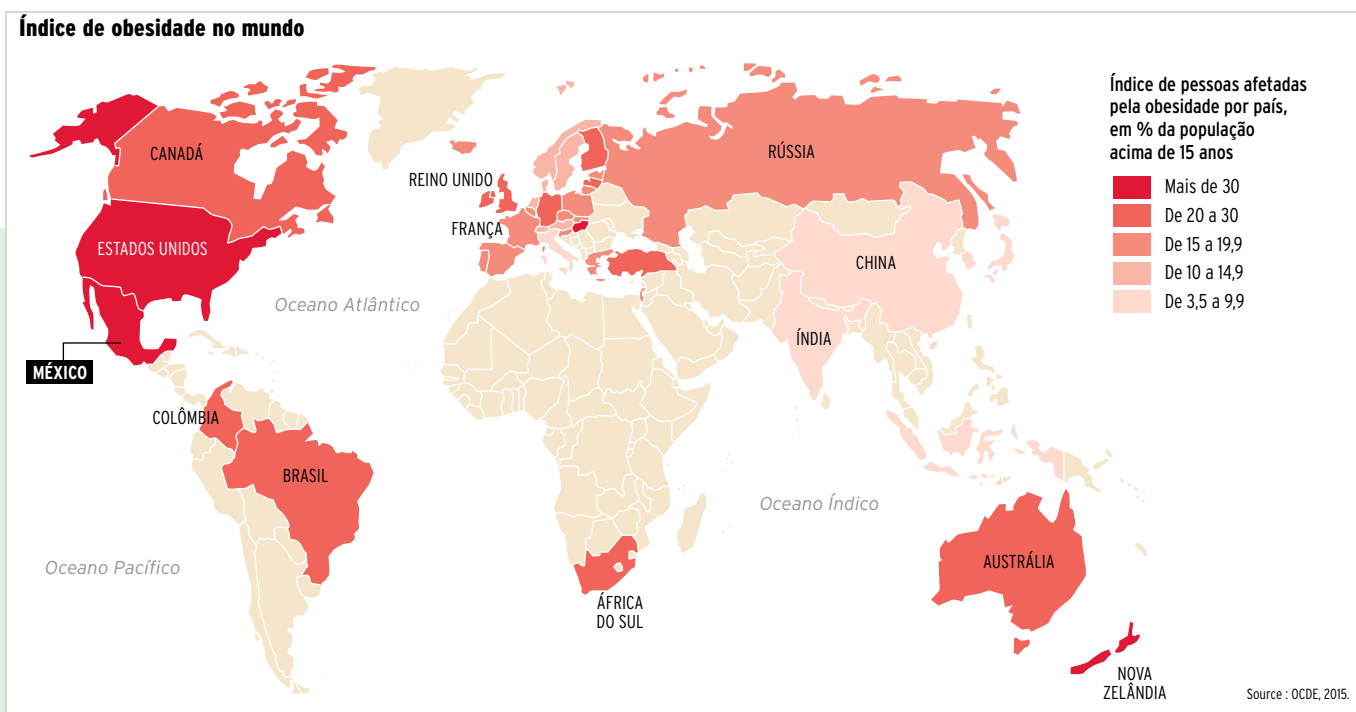 Índice de obesidade no mundo
Índice de pessoas afetadas
pela obesidade por país,
em % da população
acima de 15 anos
Mais de 30
De 20 a 30
De 15 a 19,9
De 10 a 14,9
De 3,5 a 9,9
CANADÁ
ESTADOS UNIDOS
MÉXICO
COLÔMBIA
BRASIL
REINO UNIDO
FRANÇA
RÚSSIA
CHINA
ÍNDIA
ÁFRICA
DO SUL
AUSTRÁLIA
NOVA
ZELÂNDIA
Oceano Atlântico
Oceano Pacífico
Oceano Índico
Source : OCDE, 2015.